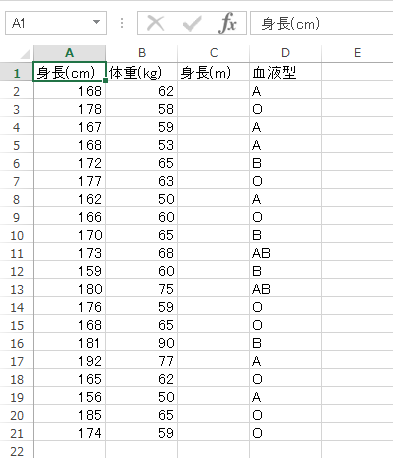 A1 fx 身長(cm)
A B C D E
1 身長(cm) 体重(kg) 身長(m) 血液型
2 168 62 A
3 178 58 O
4 167 59 A
5 168 53 A
6 172 65 B
7 177 63 O
8 162 50 A
9 166 60 O
10 170 65 B
11 173 68 AB
12 159 60 B
13 180 75 AB
14 176 59 O
15 168 65 O
16 181 90 B
17 192 77 A
18 165 62 O
19 156 50 A
20 185 65 O
21 174 59 O
22